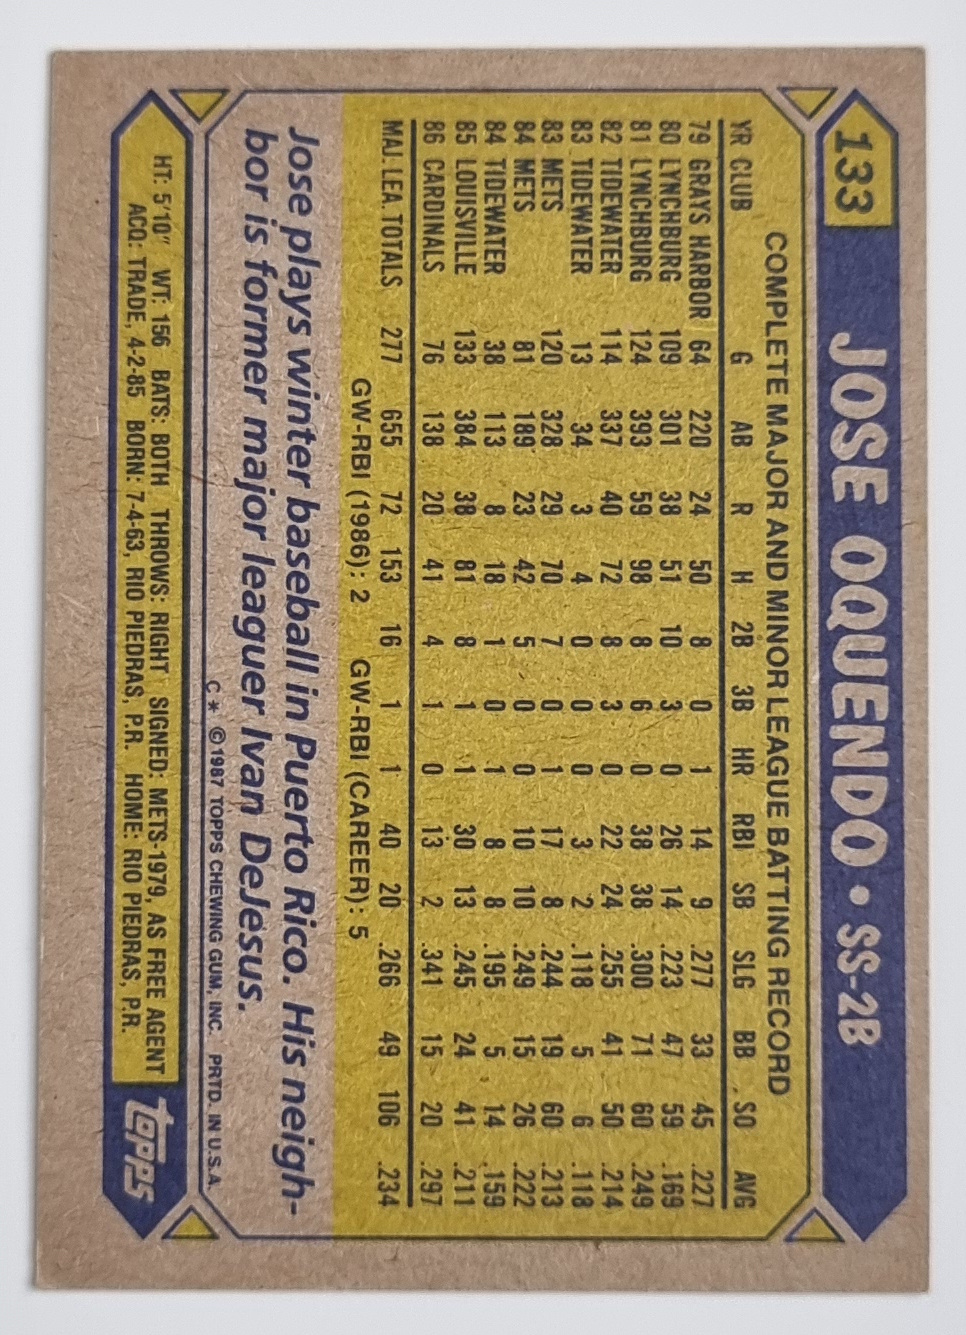 133 JOSE OQUENDO • SS-2B
COMPLETE MAJOR AND MINOR LEAGUE BATTING RECORD
YR CLUB G AB R H 2B 3B HR RBI SB SLG BB SO AVG
79 GRAYS HARBOR 64 220 24 50 8 0 1 14 9 .277 33 45 .227
80 LYNCHBURG 109 301 38 51 10 3 0 26 14 .223 47 59 .169
81 LYNCHBURG 124 393 59 98 8 6 0 38 38 .300 71 60 .249
82 TIDEWATER 114 337 40 72 8 3 0 22 24 .255 41 50 .214
83 TIDEWATER 13 34 3 4 0 0 0 3 2 .118 5 6 .118
83 METS 120 328 29 70 7 0 1 17 8 .244 19 60 .213
84 METS 81 189 23 42 5 0 0 10 10 .249 15 26 .222
84 TIDEWATER 38 113 8 18 1 0 1 8 8 .195 5 14 .159
85 LOUISVILLE 133 384 38 81 8 1 1 30 13 .245 24 41 .211
86 CARDINALS 76 138 20 41 4 1 0 13 2 .341 15 20 .297
MAJ. LEA. TOTALS 277 655 72 153 16 1 1 40 20 .266 49 106 .234
GW-RBI (1986): 2 GW-RBI (CAREER): 5
Jose plays winter baseball in Puerto Rico. His neigh-
bor is former major leaguer Ivan DeJesus.
C* © 1987 TOPPS CHEWING GUM, INC. PRTD. IN U.S.A.
HT: 5'10" WT: 156 BATS: BOTH THROWS: RIGHT SIGNED: METS-1979, AS FREE AGENT
ACQ: TRADE, 4-2-85 BORN: 7-4-63, RIO PIEDRAS, P.R. HOME: RIO PIEDRAS, P.R.
topps